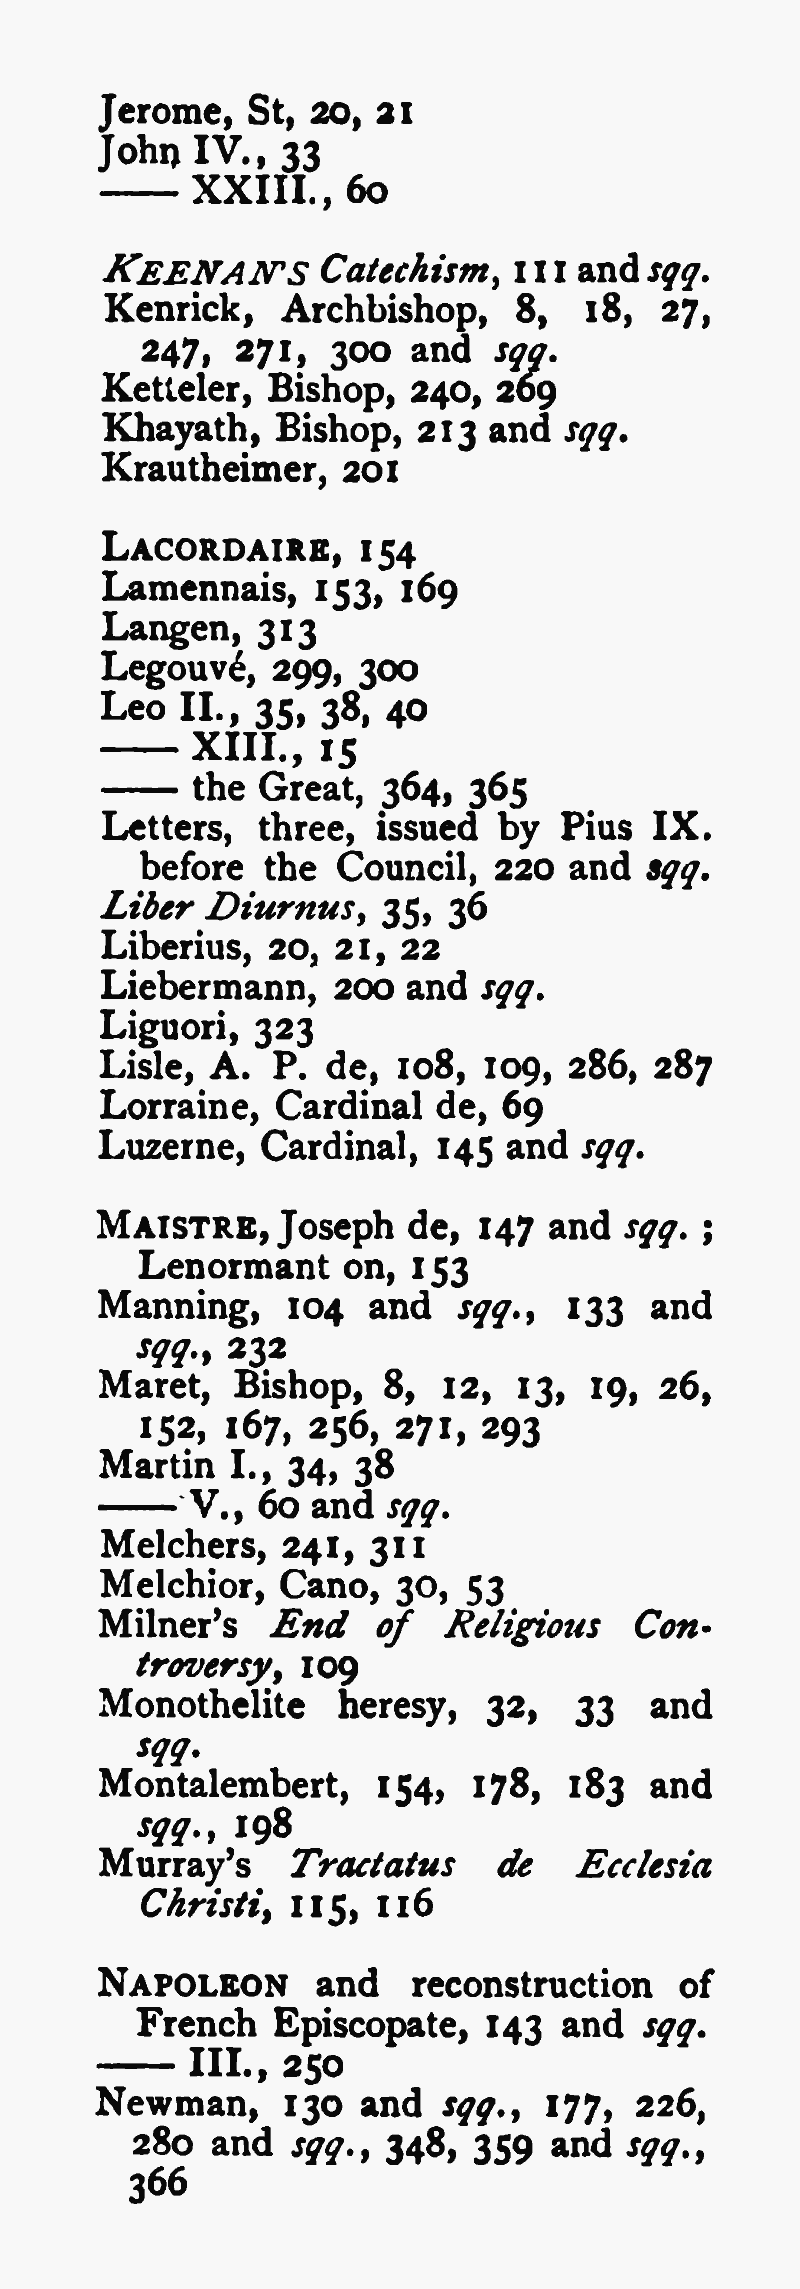 Jerome, St, 20, 21
John IV., 33
—— XXIII., 60
KEENAN'S Catechism, 111 and sqq.
Kenrick, Archbishop, 8, 18, 27,
247, 271, 300 and sqq.
Ketteler, Bishop, 240, 269
Khayath, Bishop, 213 and sqq.
Krautheimer, 201
LACORDAIRE, 154
Lamennais, 153, 169
Langen, 313
Legouvé, 299, 300
Leo II., 35, 38, 40
—— XIII., 15
—— the Great, 364, 365
Letters, three, issued by Pius IX.
before the Council, 220 and sqq.
Liber Diurnus, 35, 36
Liberius, 20, 21, 22
Liebermann, 200 and sqq.
Liguori, 323
Lisle, A. P. de, 108, 109, 286, 287
Lorraine, Cardinal de, 69
Luzerne, Cardinal, 145 and sqq.
MAISTRE, Joseph de, 147 and sqq. ;
Lenormant on, 153
Manning, 104 and sqq., 133 and
sqq., 232
Maret, Bishop, 8, 12, 13, 19, 26,
152, 167, 256, 271, 293
Martin I., 34, 38
—— V., 60 and sqq.
Melchers, 241, 311
Melchior, Cano, 30, 53
Milner's End of Religious Con-
troversy, 109
Monothelite heresy, 32, 33 and
sqq.
Montalembert, 154, 178, 183 and
sqq., 198
Murray's Tractatus de Ecclesia
Christi, 115, 116
NAPOLEON and reconstruction of
French Episcopate, 143 and sqq.
—— III., 250
Newman, 130 and sqq., 177, 226,
280 and sqq., 348, 359 and sqq.,
366